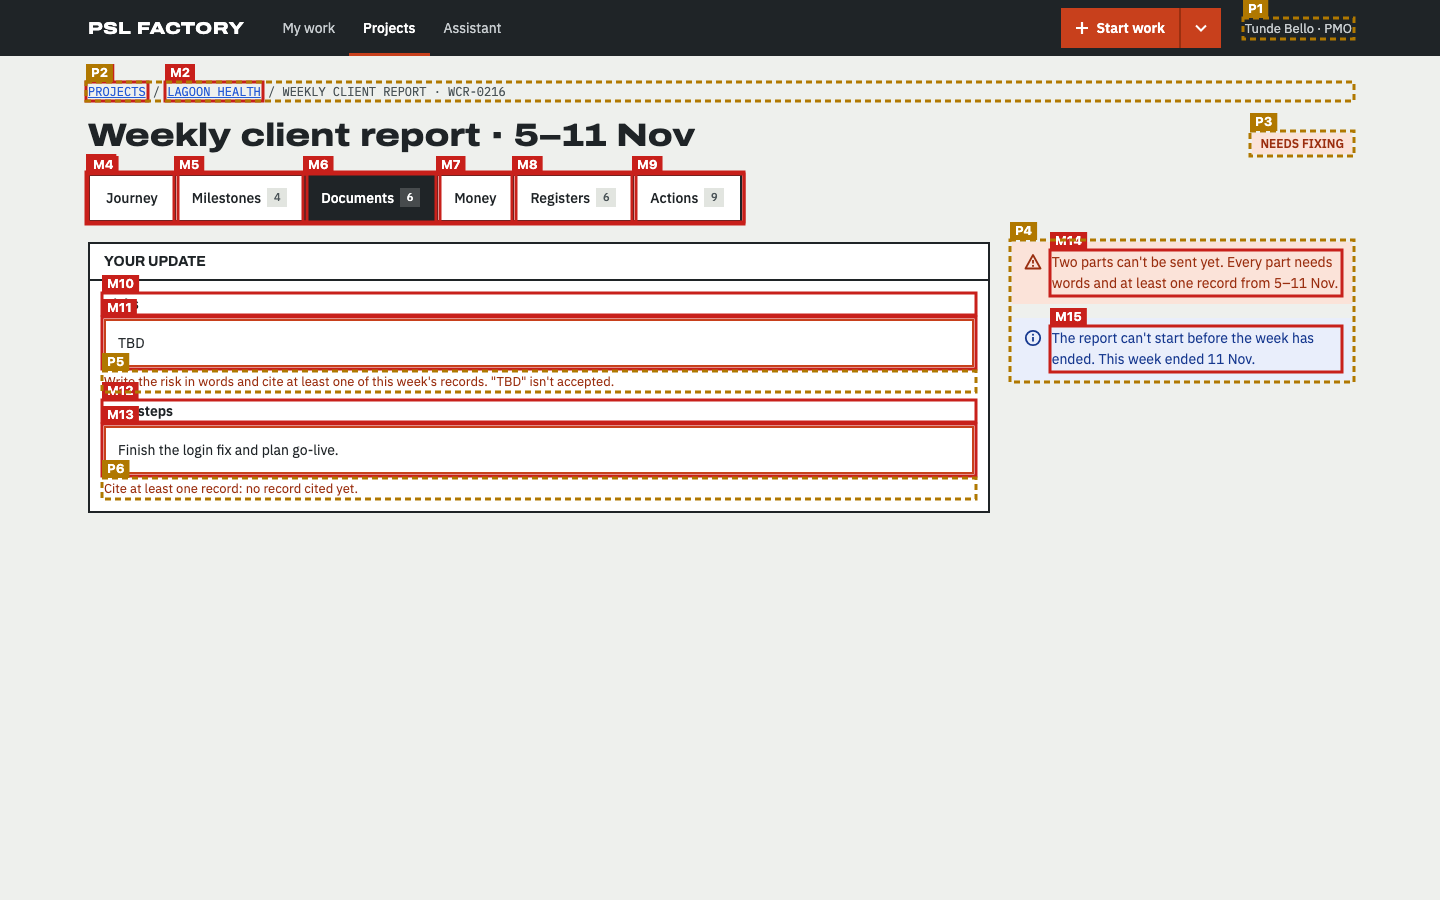 PSL FACTORY My work Projects Assistant Start work Tunde Bello · PMO
P1
P2 M2
PROJECTS / LAGOON HEALTH / WEEKLY CLIENT REPORT · WCR-0216
Weekly client report · 5–11 Nov
P3
NEEDS FIXING
M4 M5 M6 M7 M8 M9
Journey Milestones 4 Documents 6 Money Registers 6 Actions 9
YOUR UPDATE
M10
M11
TBD
P5
Write the risk in words and cite at least one of this week's records. "TBD" isn't accepted.
M12
M13 steps
Finish the login fix and plan go-live.
P6
Cite at least one record: no record cited yet.
P4
M14
Two parts can't be sent yet. Every part needs
words and at least one record from 5–11 Nov.
M15
The report can't start before the week has
ended. This week ended 11 Nov.